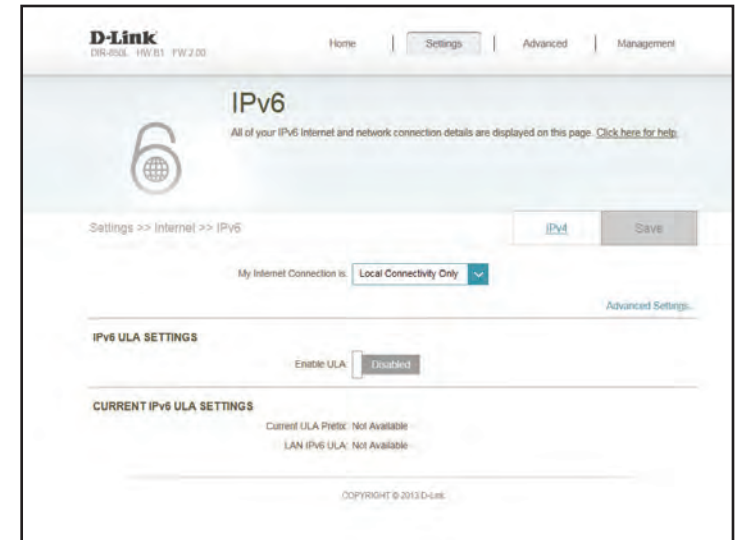 D-Link
DIR-850L HW:B1 FW:2.00
Home | Settings | Advanced | Management
IPv6
All of your IPv6 Internet and network connection details are displayed on this page. Click here for help.
Settings >> Internet >> IPv6
IPv4
Save
My Internet Connection is: Local Connectivity Only
Advanced Settings...
IPv6 ULA SETTINGS
Enable ULA: Disabled
CURRENT IPv6 ULA SETTINGS
Current ULA Prefix: Not Available
LAN IPv6 ULA: Not Available
COPYRIGHT © 2013 D-Link